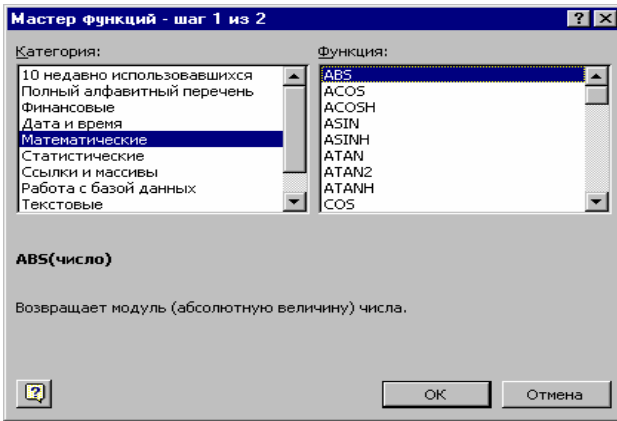 Мастер функций - шаг 1 из 2
Категория:
10 недавно использовавшихся
Полный алфавитный перечень
Финансовые
Дата и время
Математические
Статистические
Ссылки и массивы
Работа с базой данных
Текстовые
Функция:
ABS
ACOS
ACOSH
ASIN
ASINH
ATAN
ATAN2
ATANH
COS
ABS(число)
Возвращает модуль (абсолютную величину) числа.
ОК
Отмена